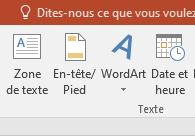 Dites-nous ce que vous voulez
Zone de texte
En-tête/ Pied
WordArt
Date et heure
Texte